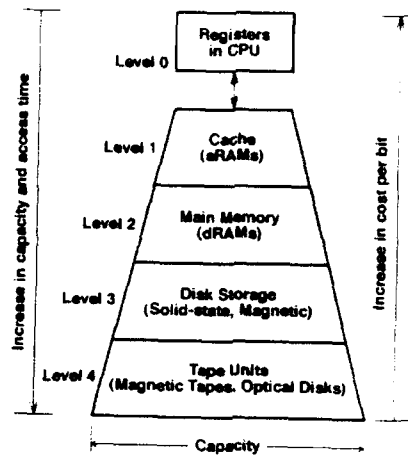 Registers
in CPU
Level 0
Level 1
Cache
(sRAMs)
Level 2
Main Memory
(dRAMs)
Level 3
Disk Storage
(Solid-state, Magnetic)
Level 4
Tape Units
(Magnetic Tapes. Optical Disks)
Capacity
Increase in capacity and access time
Increase in cost per bit